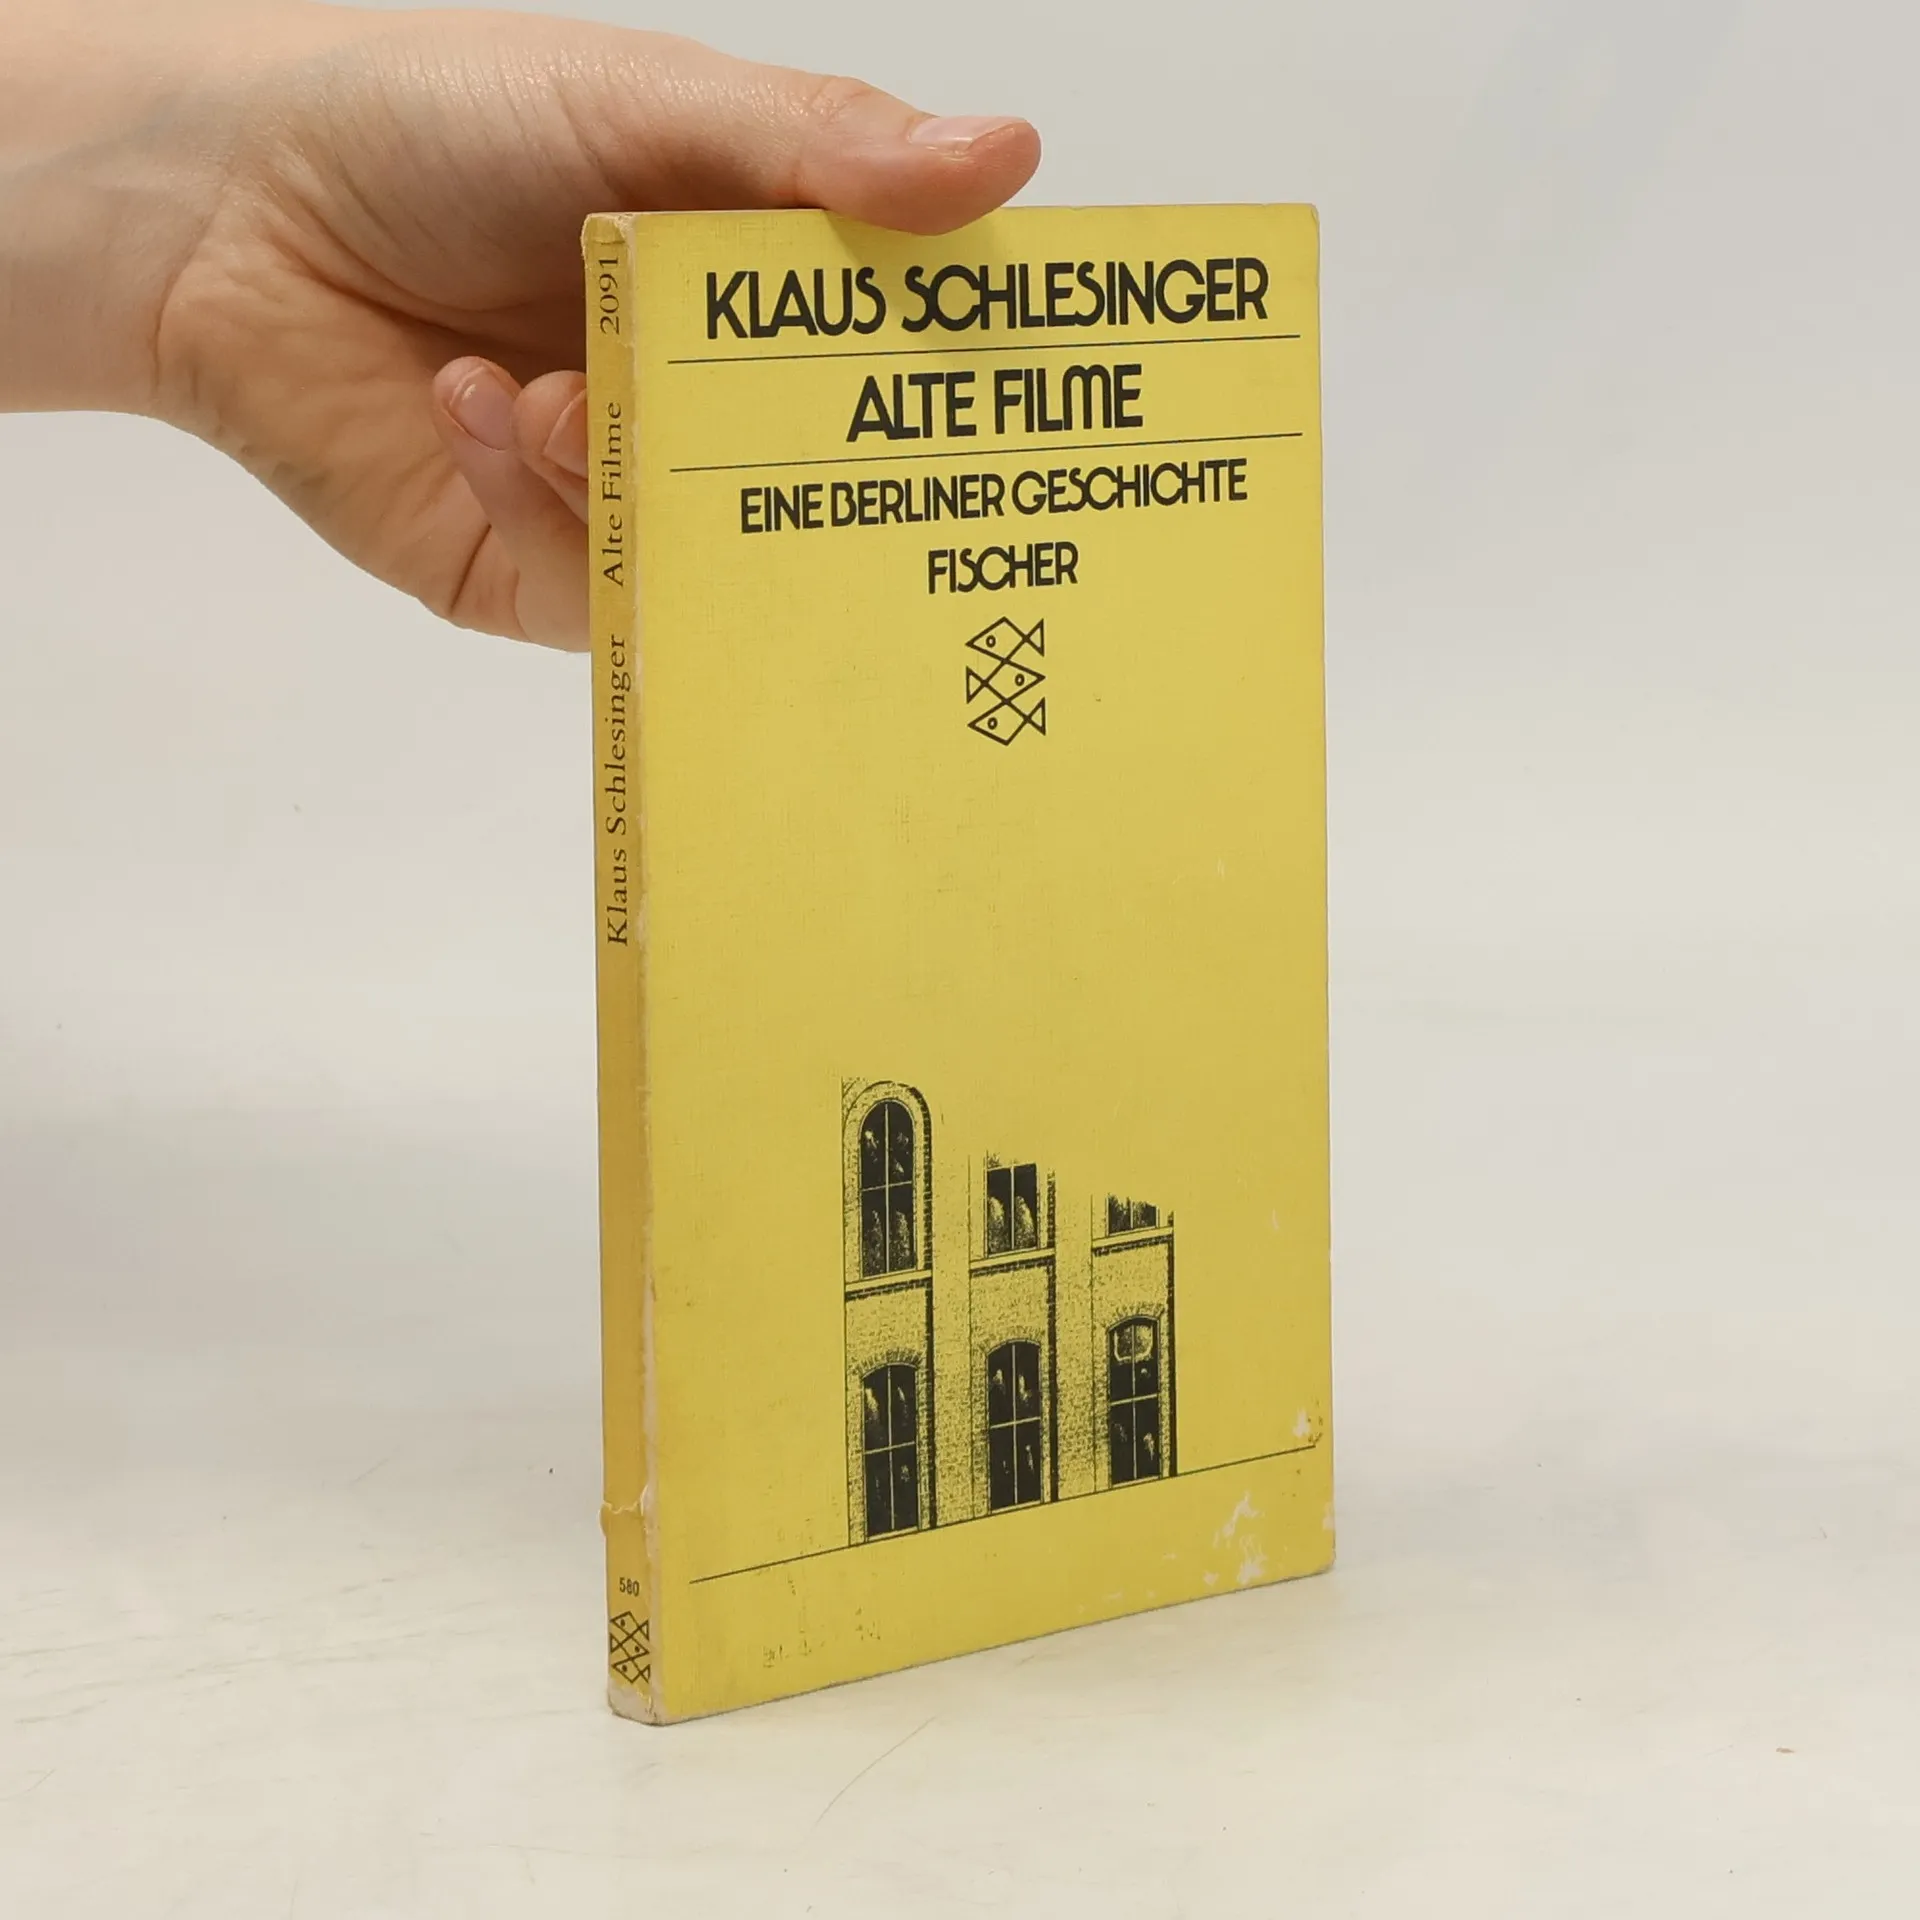 KLAUS SCHLESINGER
ALTE FILME
EINE BERLINER GESCHICHTE
FISCHER
Klaus Schlesinger Alte Filme 2091
580